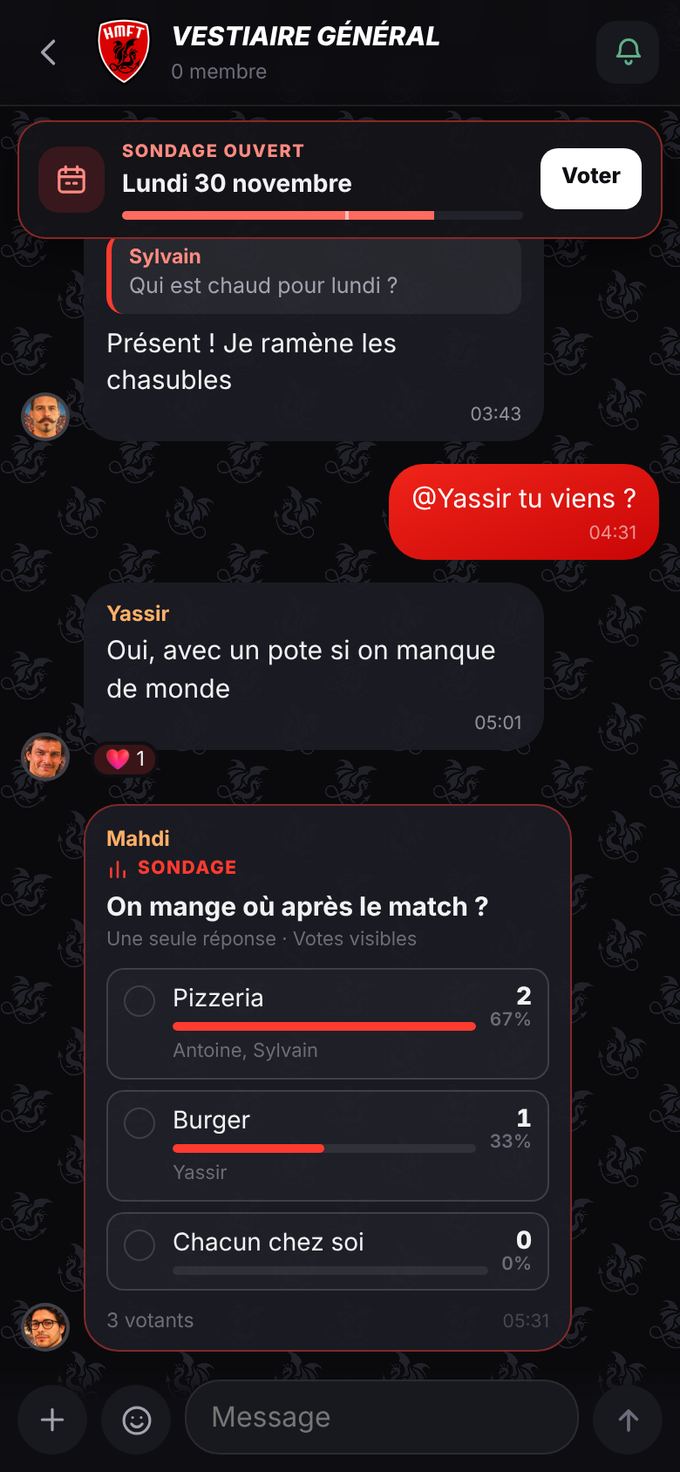 HMFT
VESTIAIRE GÉNÉRAL
0 membre
SONDAGE OUVERT
Lundi 30 novembre
Voter
Sylvain
Qui est chaud pour lundi ?
Présent ! Je ramène les
chasubles
03:43
@Yassir tu viens ?
04:31
Yassir
Oui, avec un pote si on manque
de monde
05:01
1
Mahdi
SONDAGE
On mange où après le match ?
Une seule réponse · Votes visibles
Pizzeria
2
67%
Antoine, Sylvain
Burger
1
33%
Yassir
Chacun chez soi
0
0%
3 votants
05:31
Message